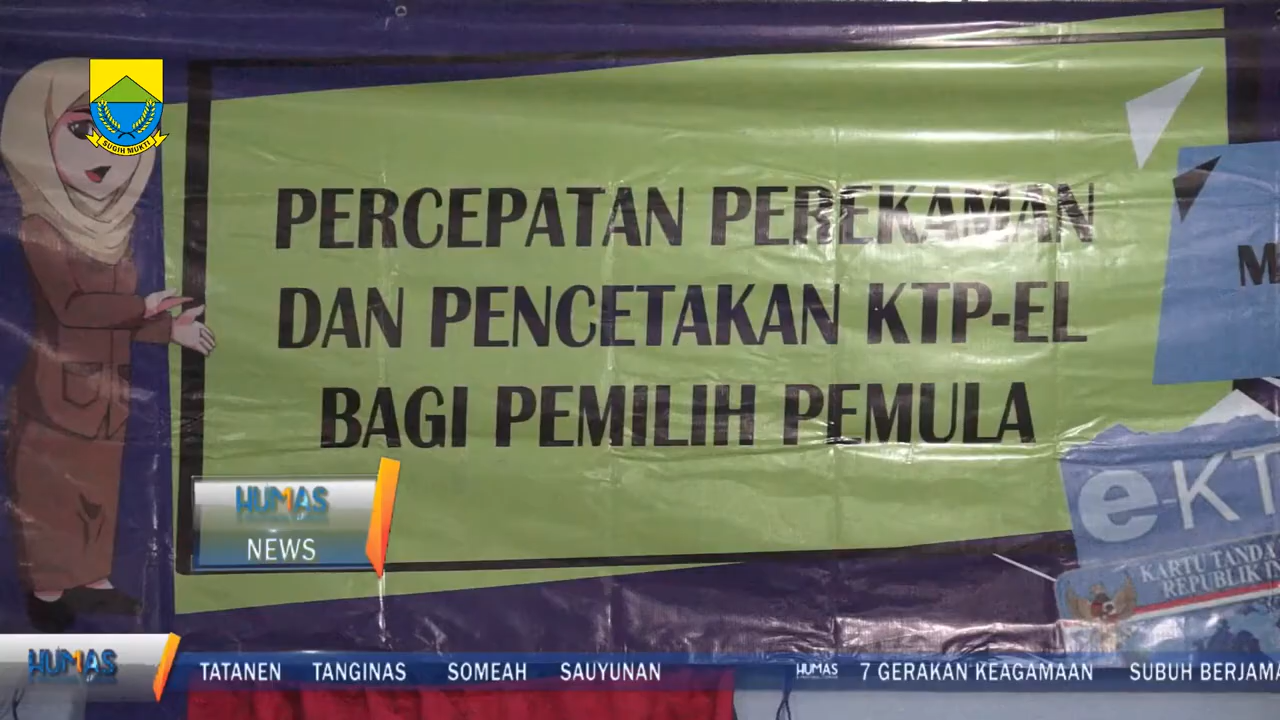 SUGIH MUKTI
PERCEPATAN PEREKAMAN
DAN PENCETAKAN KTP-EL
BAGI PEMILIH PEMULA
M
e-KT
KARTU TANDA
REPUBLIK IN
HUMAS
NEWS
HUMAS
TATANEN TANGINAS SOMEAH SAUYUNAN
HUMAS
7 GERAKAN KEAGAMAAN SUBUH BERJAMA